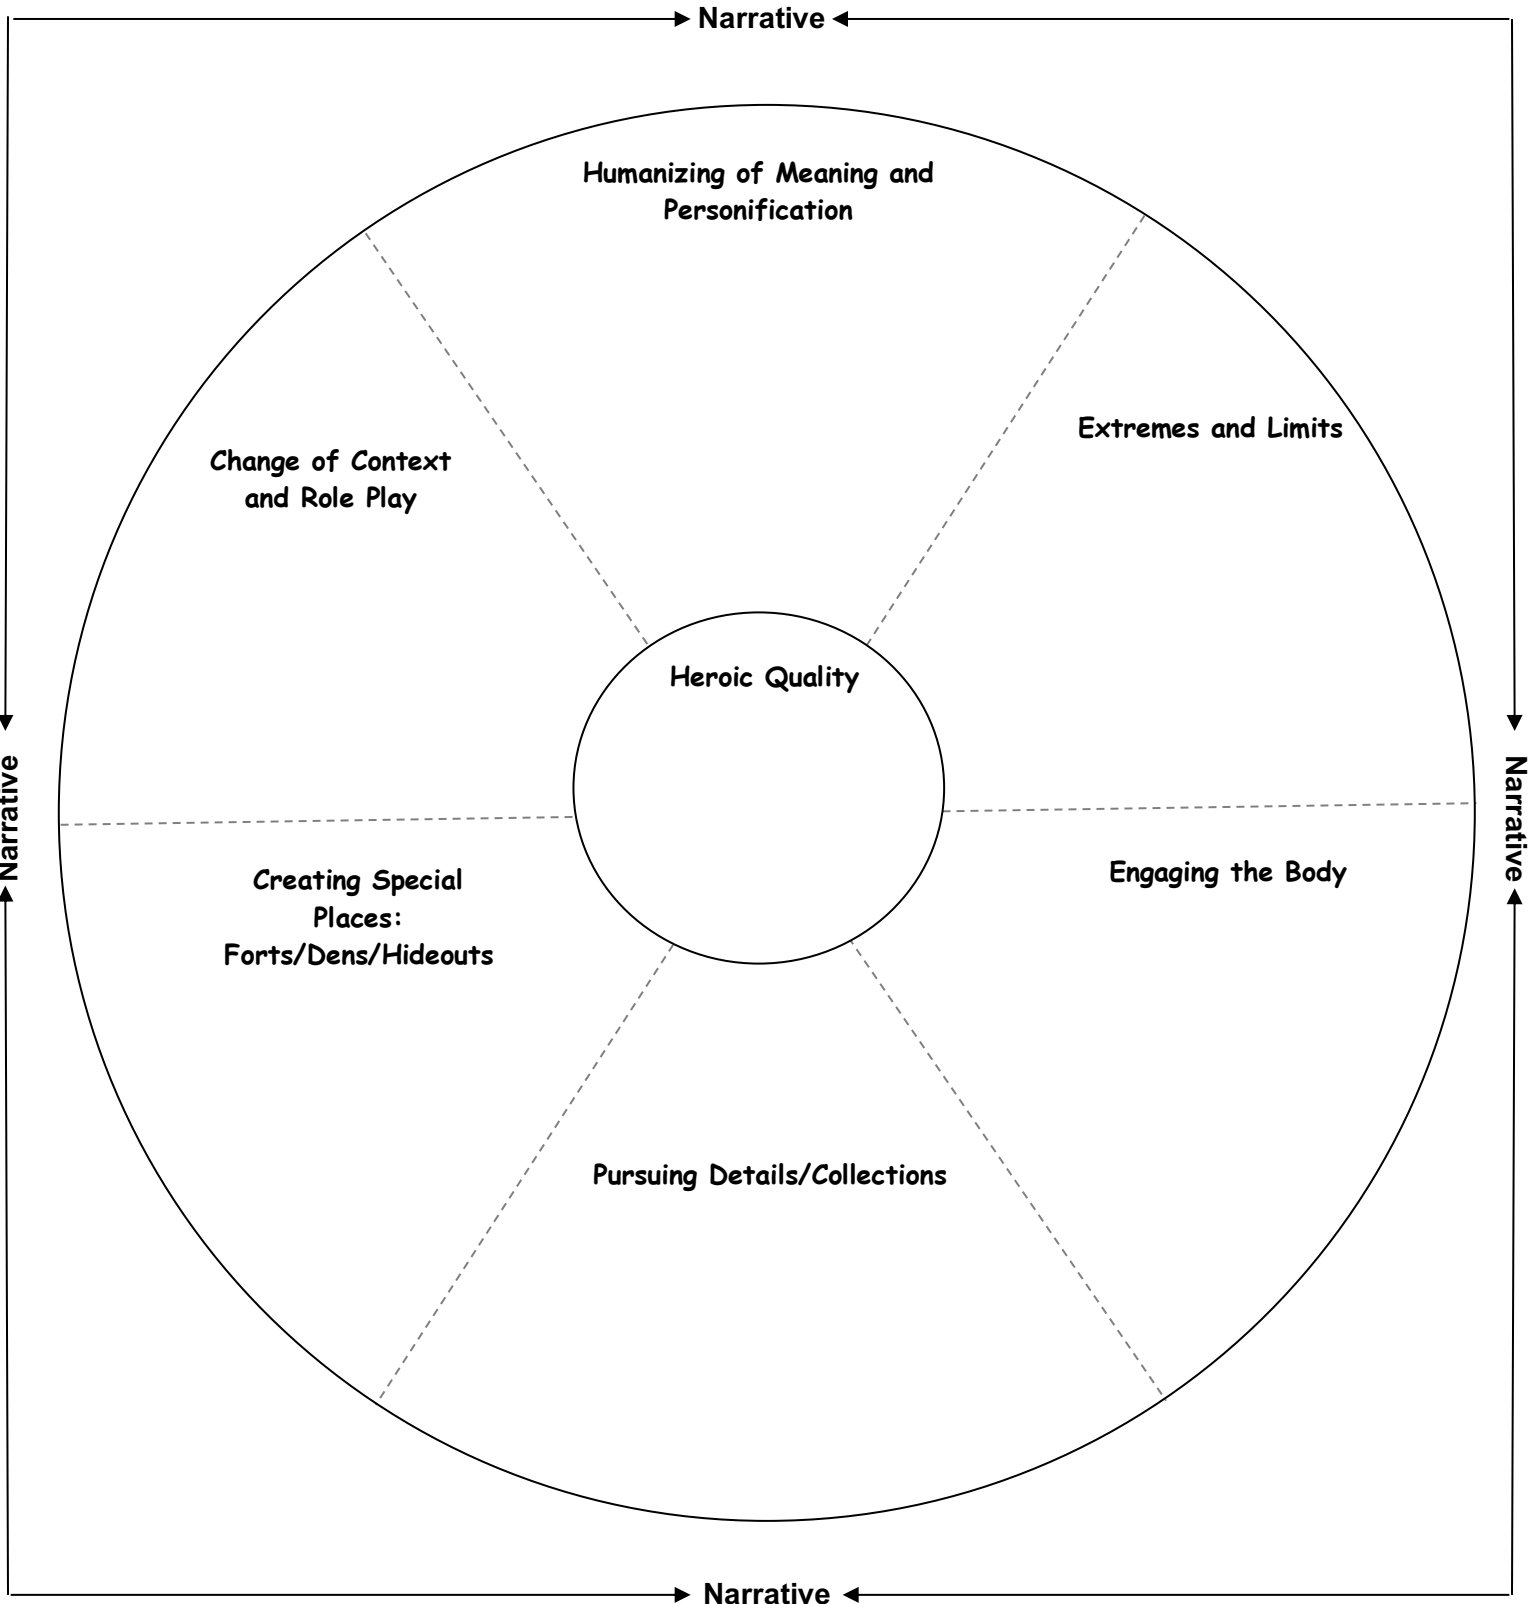 Narrative
Humanizing of Meaning and
Personification
Extremes and Limits
Change of Context
and Role Play
Heroic Quality
Narrative
Narrative
Engaging the Body
Creating Special
Places:
Forts/Dens/Hideouts
Pursuing Details/Collections
Narrative